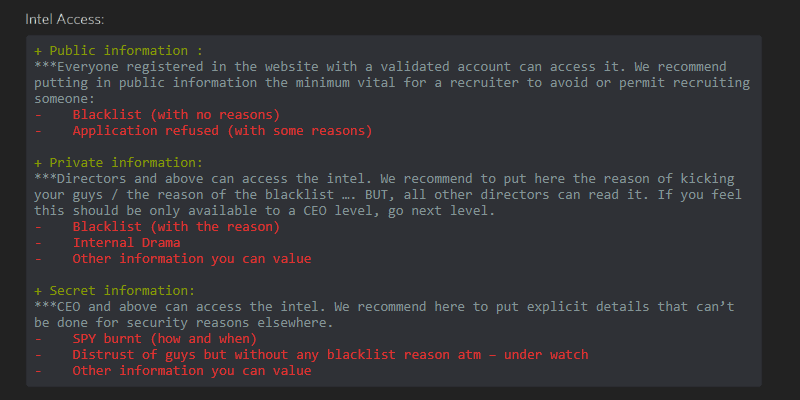 Intel Access:
+ Public information :
***Everyone registered in the website with a validated account can access it. We recommend
putting in public information the minimum vital for a recruiter to avoid or permit recruiting
someone:
-    Blacklist (with no reasons)
-    Application refused (with some reasons)
+ Private information:
***Directors and above can access the intel. We recommend to put here the reason of kicking
your guys / the reason of the blacklist …. BUT, all other directors can read it. If you feel
this should be only available to a CEO level, go next level.
-    Blacklist (with the reason)
-    Internal Drama
-    Other information you can value
+ Secret information:
***CEO and above can access the intel. We recommend here to put explicit details that can’t
be done for security reasons elsewhere.
-    SPY burnt (how and when)
-    Distrust of guys but without any blacklist reason atm – under watch
-    Other information you can value